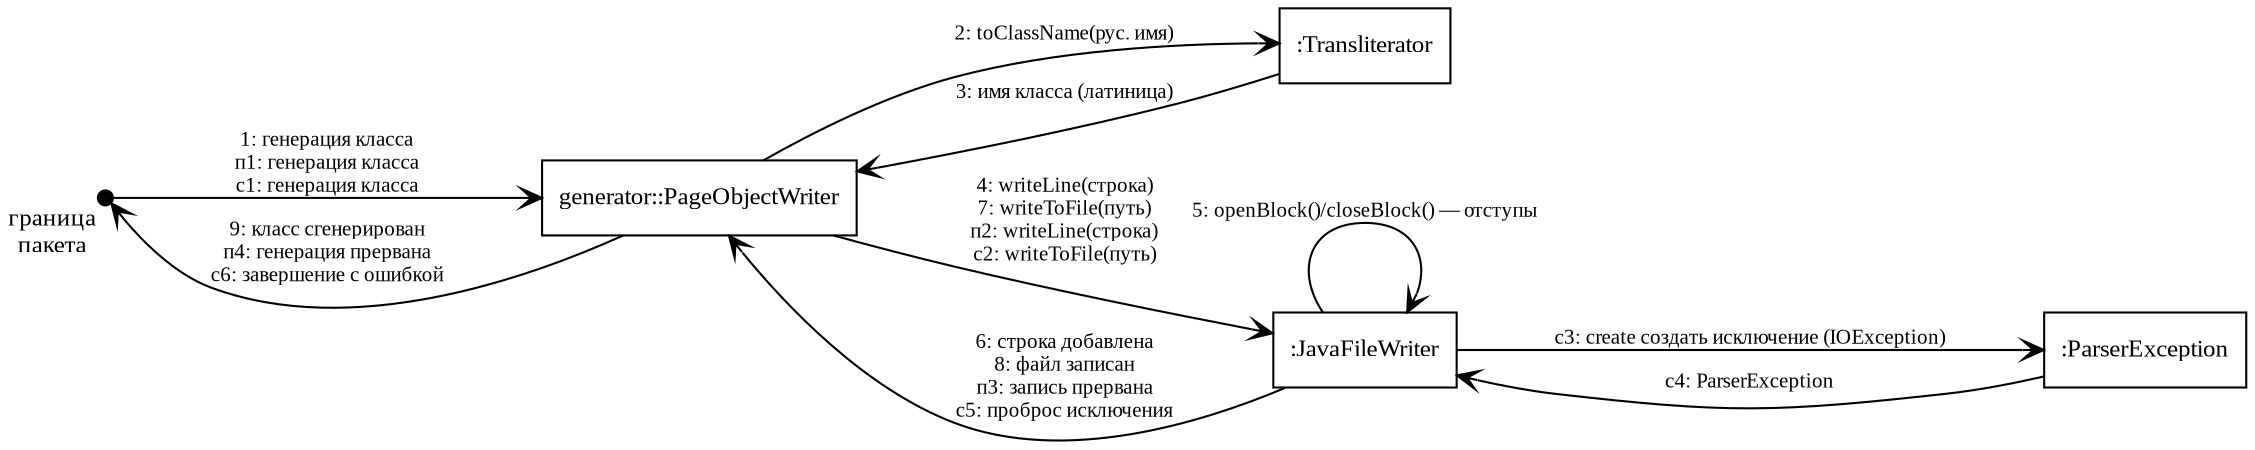 2: toClassName(рус. имя)
:Transliterator
3: имя класса (латиница)
1: генерация класса
п1: генерация класса
с1: генерация класса
generator::PageObjectWriter
граница
пакета
9: класс сгенерирован
п4: генерация прервана
с6: завершение с ошибкой
4: writeLine(строка)
7: writeToFile(путь)
п2: writeLine(строка)
с2: writeToFile(путь)
5: openBlock()/closeBlock() — отступы
6: строка добавлена
8: файл записан
п3: запись прервана
с5: проброс исключения
:JavaFileWriter
с3: create создать исключение (IOException)
:ParserException
с4: ParserException